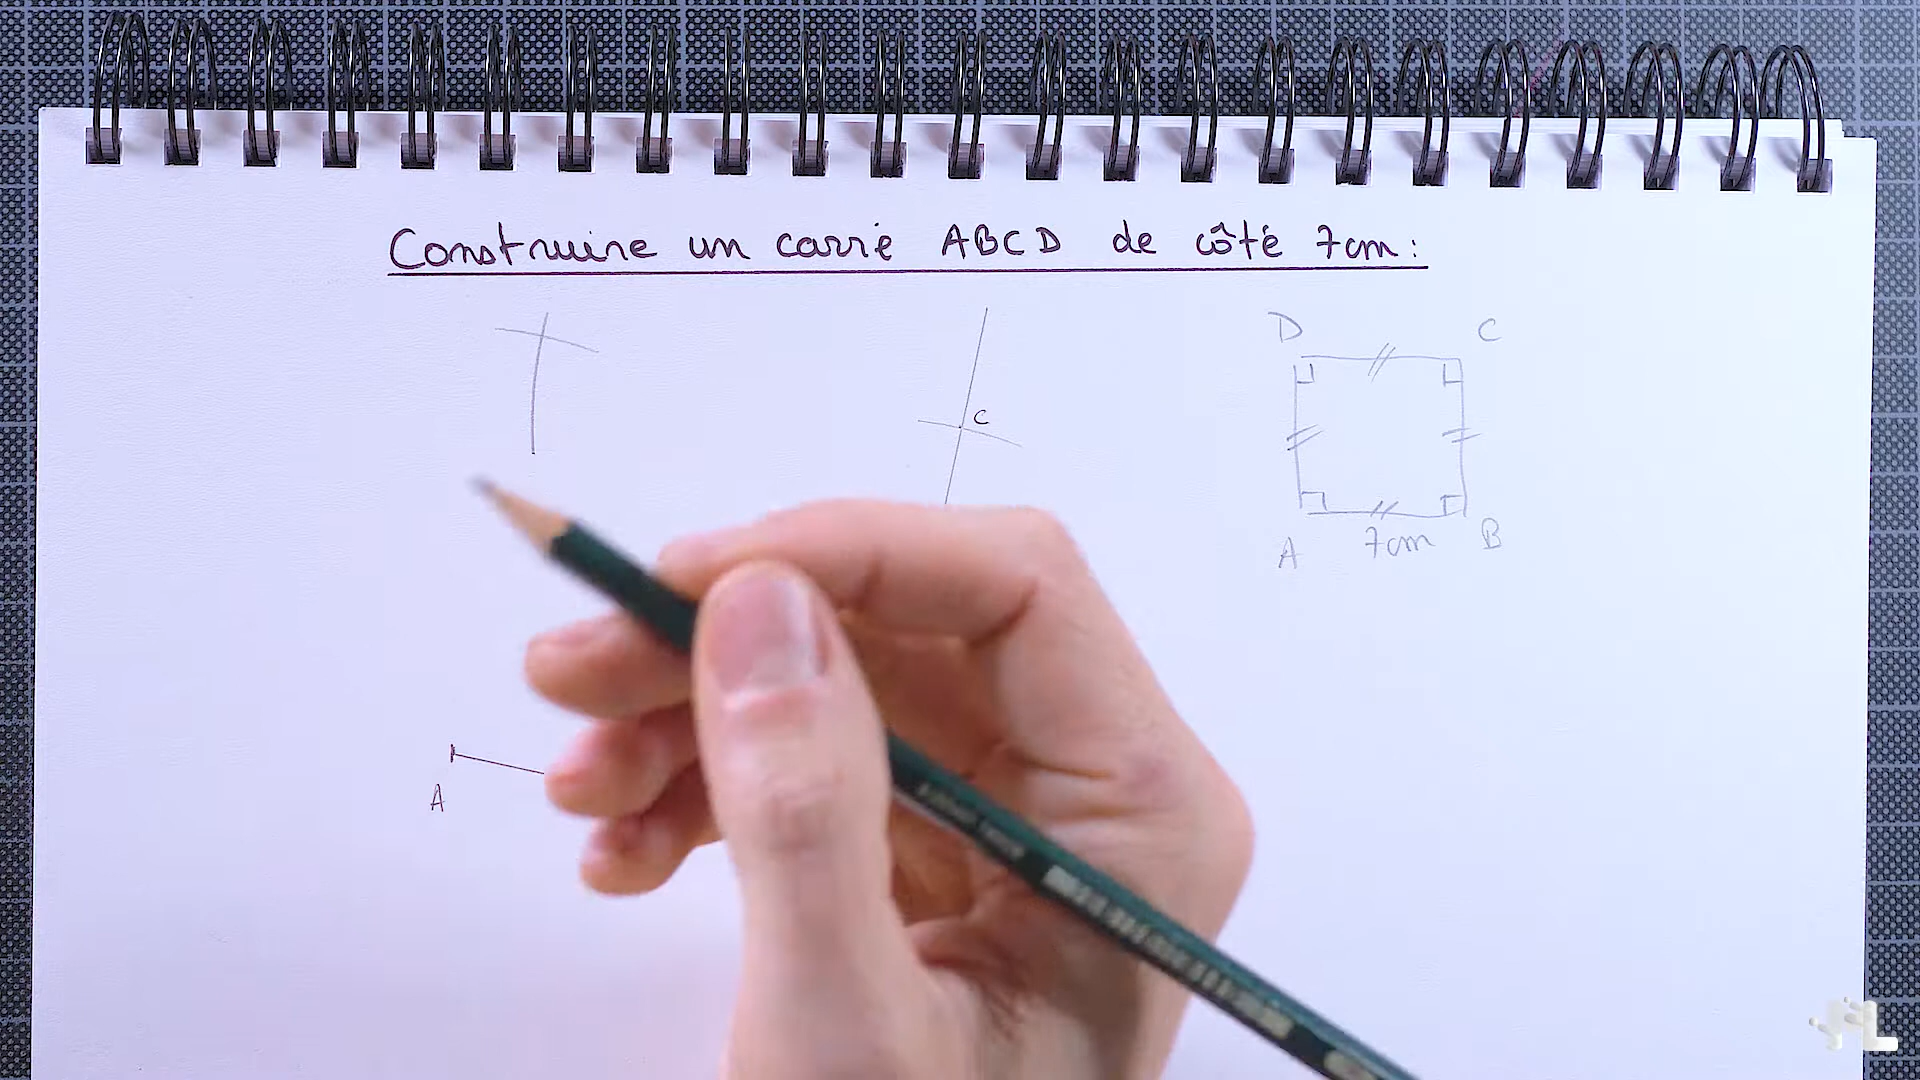 Construire un carré ABCD de côté 7cm :
D C
C
A 7cm B
A